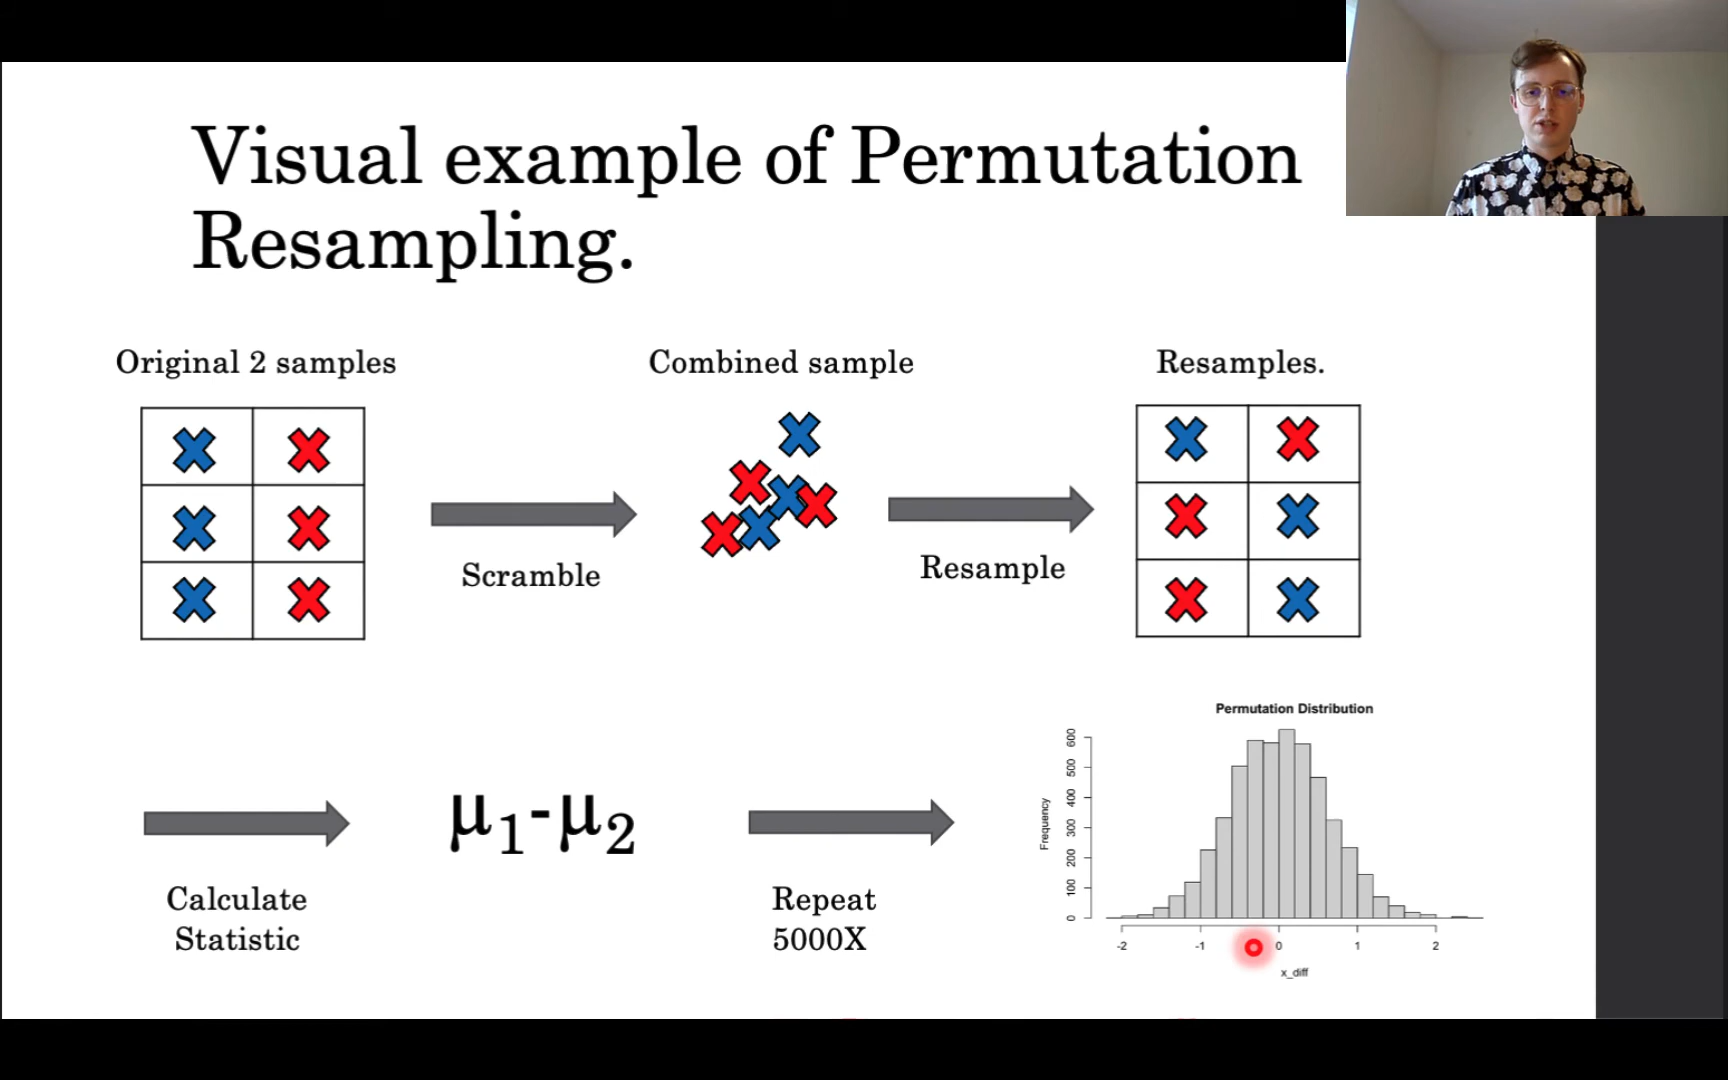 Visual example of Permutation
Resampling.
Original 2 samples
Combined sample
Resamples.
Scramble
Resample
Calculate
Statistic
µ1-µ2
Repeat
5000X
Permutation Distribution
Frequency
0 100 200 300 400 500 600
-2 -1 0 1 2
x_diff